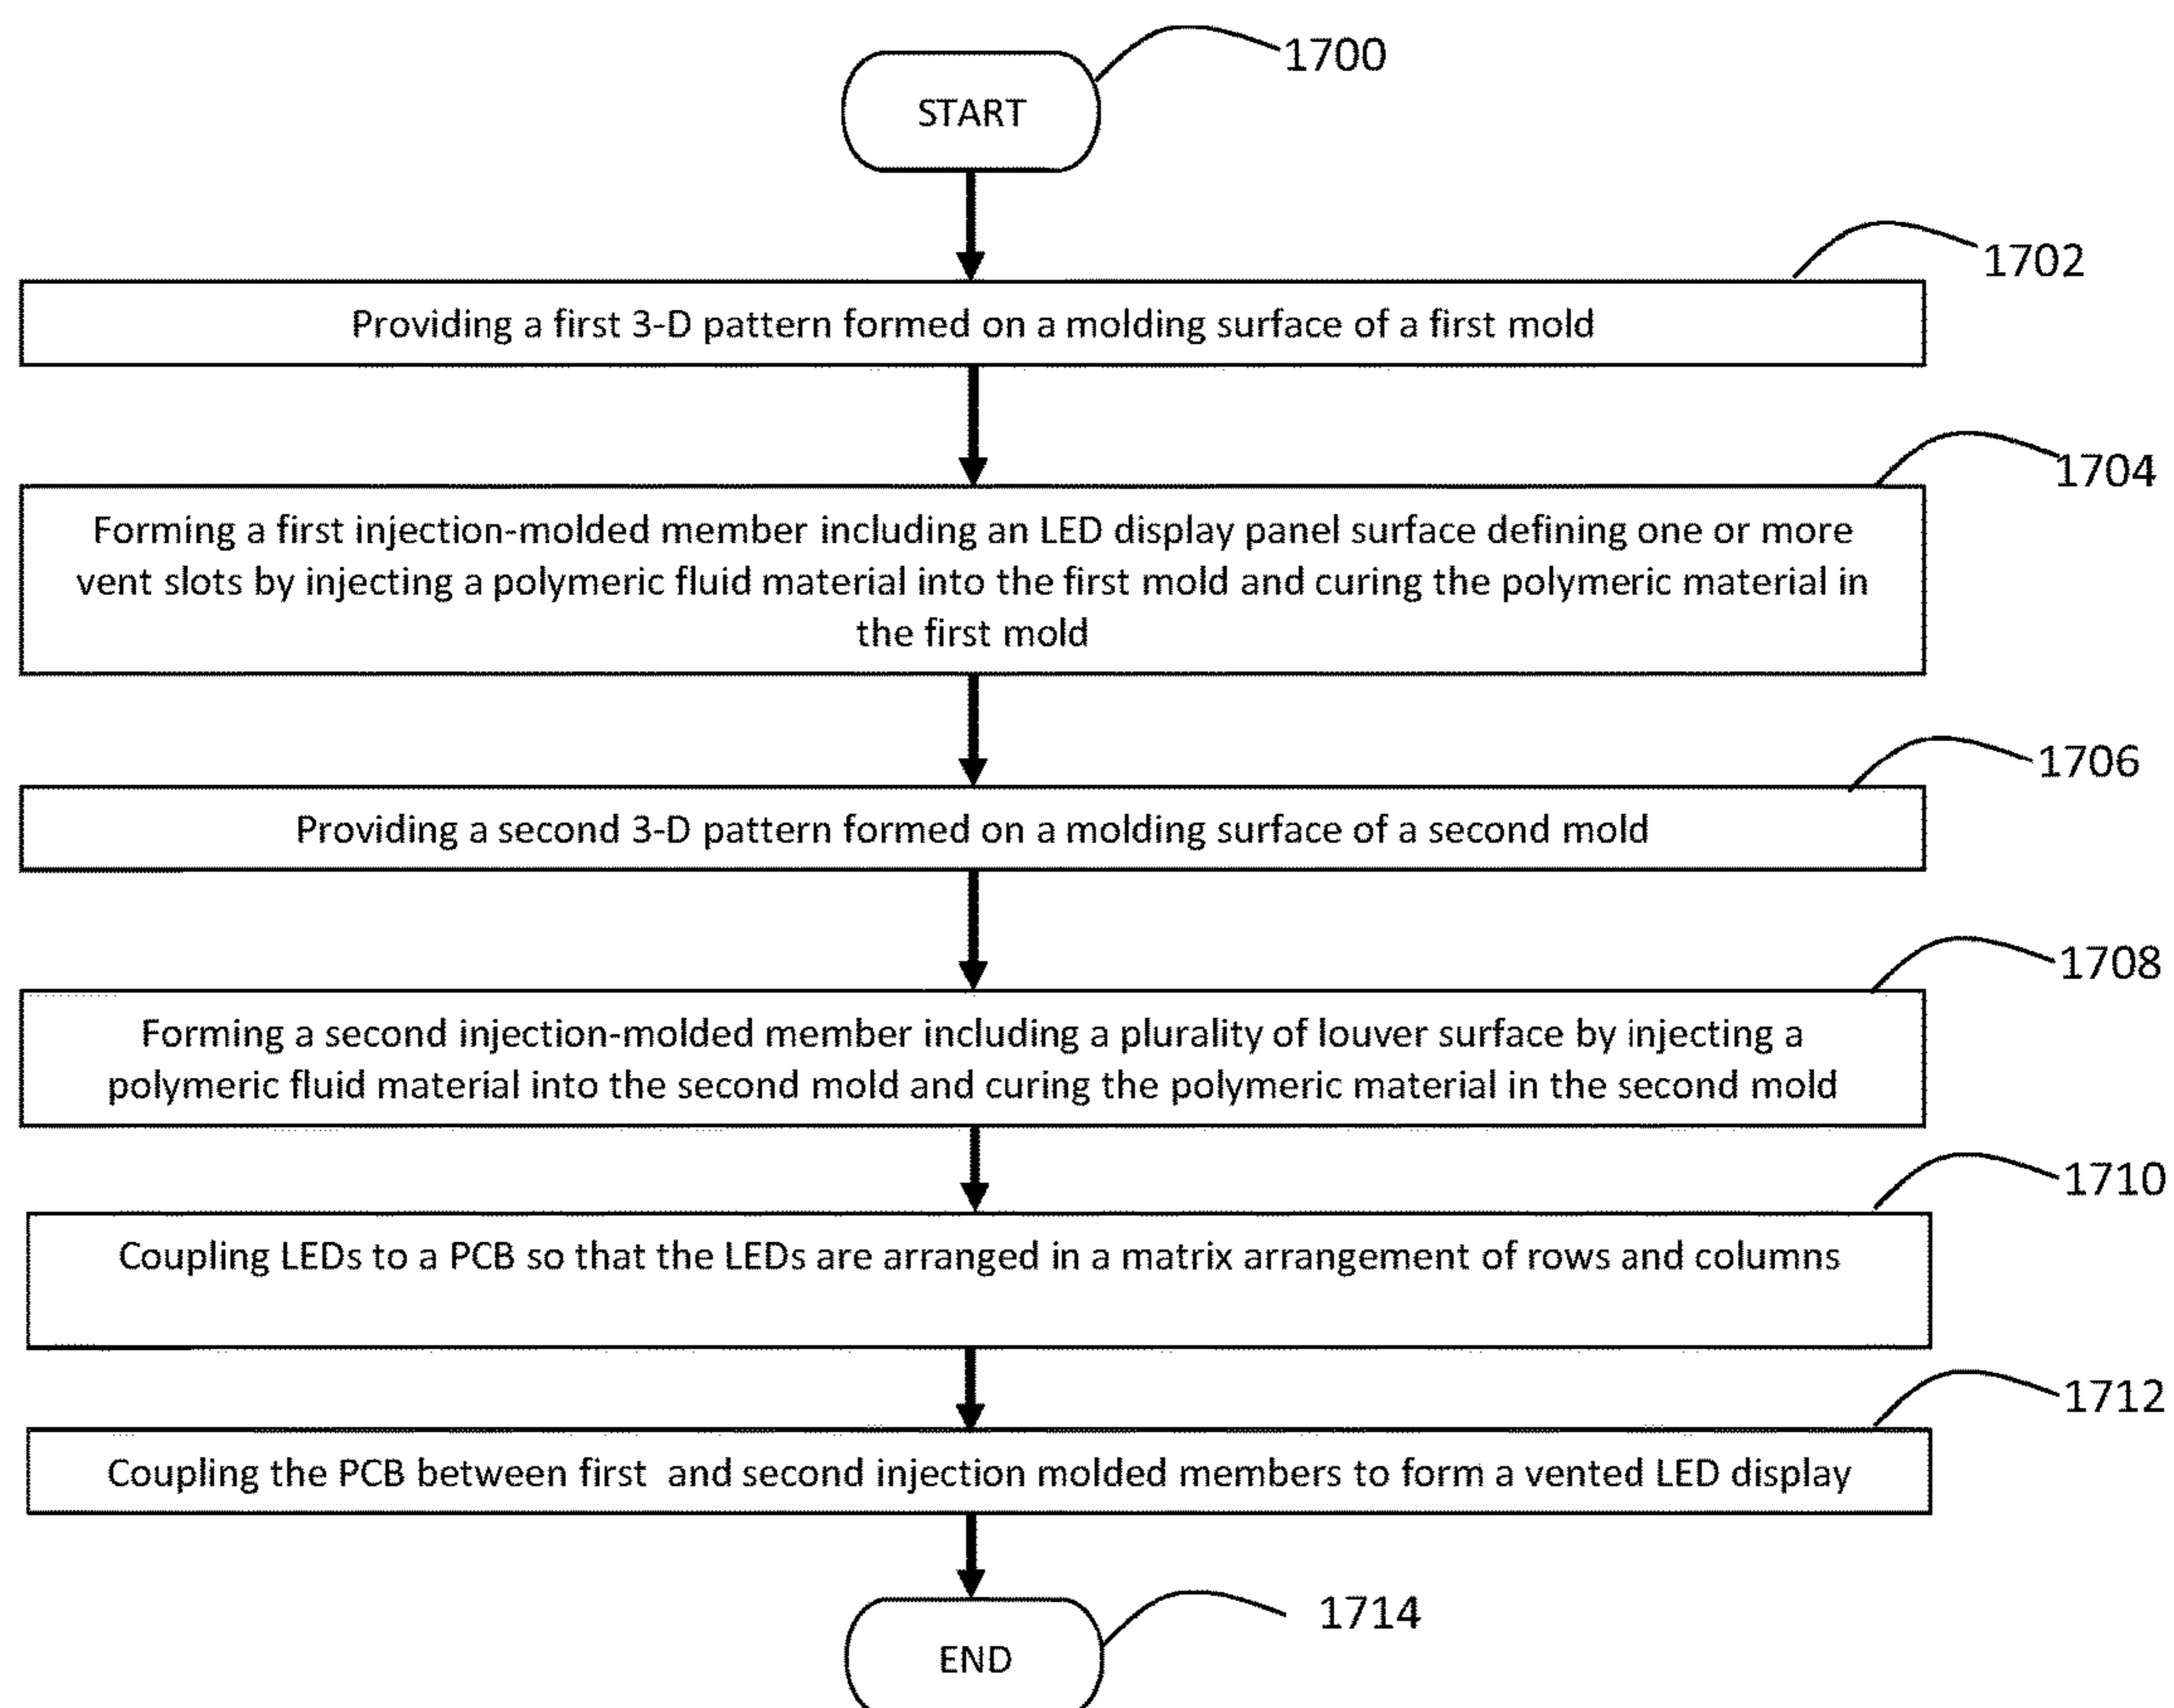 1700
START
1702
Providing a first 3-D pattern formed on a molding surface of a first mold
1704
Forming a first injection-molded member including an LED display panel surface defining one or more
vent slots by injecting a polymeric fluid material into the first mold and curing the polymeric material in
the first mold
1706
Providing a second 3-D pattern formed on a molding surface of a second mold
1708
Forming a second injection-molded member including a plurality of louver surface by injecting a
polymeric fluid material into the second mold and curing the polymeric material in the second mold
1710
Coupling LEDs to a PCB so that the LEDs are arranged in a matrix arrangement of rows and columns
1712
Coupling the PCB between first and second injection molded members to form a vented LED display
1714
END